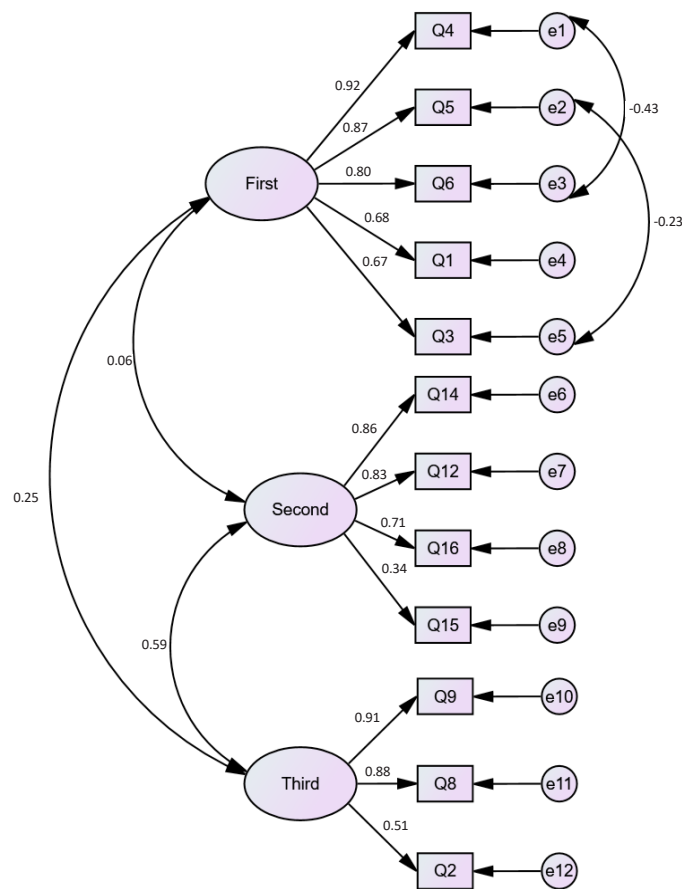 Q4
e1
0.92
-0.43
Q5
e2
0.87
First
0.80
Q6
e3
0.68
-0.23
Q1
e4
0.67
Q3
e5
0.06
Q14
e6
0.86
Q12
e7
0.83
0.25
Second
0.71
Q16
e8
0.34
Q15
e9
0.59
Q9
e10
0.91
Third
0.88
Q8
e11
0.51
Q2
e12